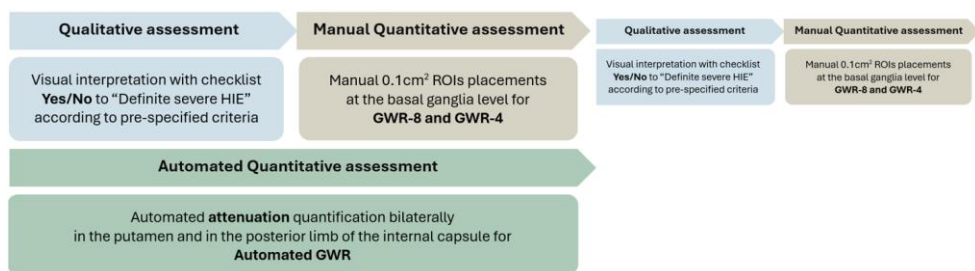 Qualitative assessment
Manual Quantitative assessment
Visual interpretation with checklist
Yes/No to “Definite severe HIE”
according to pre-specified criteria
Manual 0.1cm² ROIs placements
at the basal ganglia level for
GWR-8 and GWR-4
Automated Quantitative assessment
Automated attenuation quantification bilaterally
in the putamen and in the posterior limb of the internal capsule for
Automated GWR
Qualitative assessment
Manual Quantitative assessment
Visual interpretation with checklist
Yes/No to “Definite severe HIE”
according to pre-specified criteria
Manual 0.1cm² ROIs placements
at the basal ganglia level for
GWR-8 and GWR-4